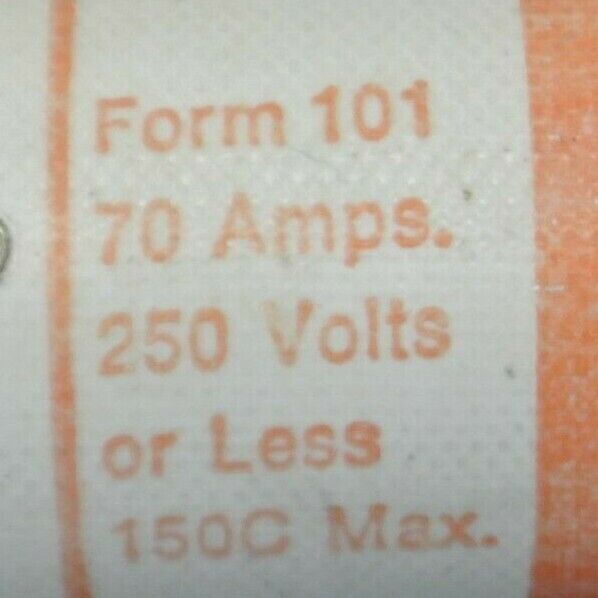 Form 101
70 Amps.
250 Volts
or Less
150C Max.